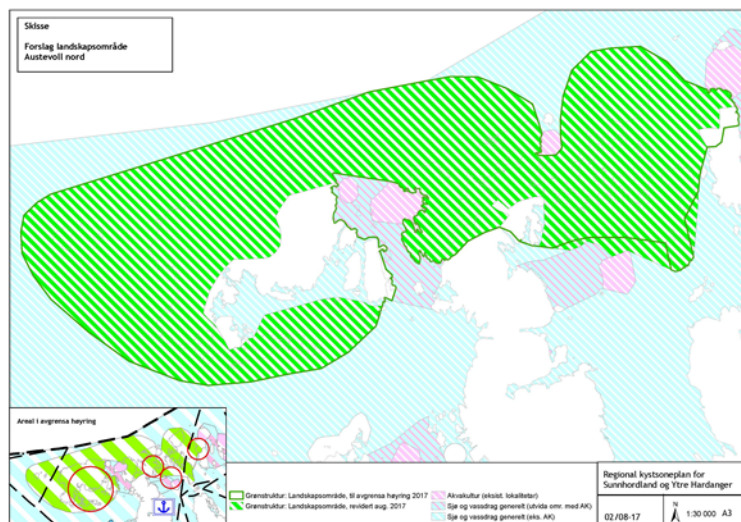 Skisse
Forslag landskapsområde
Austevoll nord
Areal i avgrensa høyring
Grønstruktur: Landskapsområde, til avgrensa høyring 2017
Grønstruktur: Landskapsområde, revidert aug. 2017
Akvakultur (eksist. lokalitetar)
Sjø og vassdrag generelt (utvida omr. med AK)
Sjø og vassdrag generelt (eks. AK)
Regional kystsoneplan for
Sunnhordland og Ytre Hardanger
02/08-17
N
1:30 000 A3